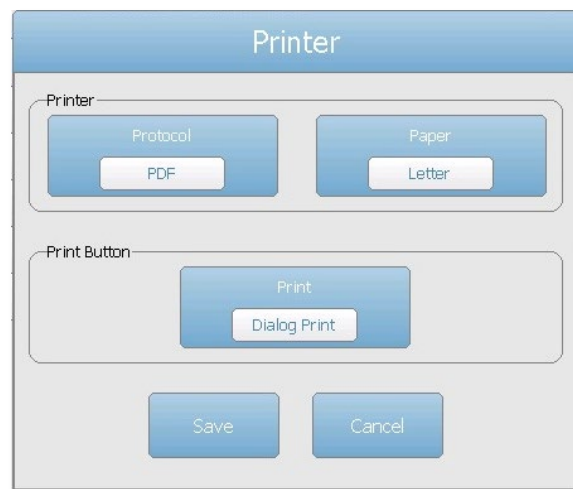 Printer
Printer
Protocol Paper
PDF Letter
Print Button
Print
Dialog Print
Save Cancel